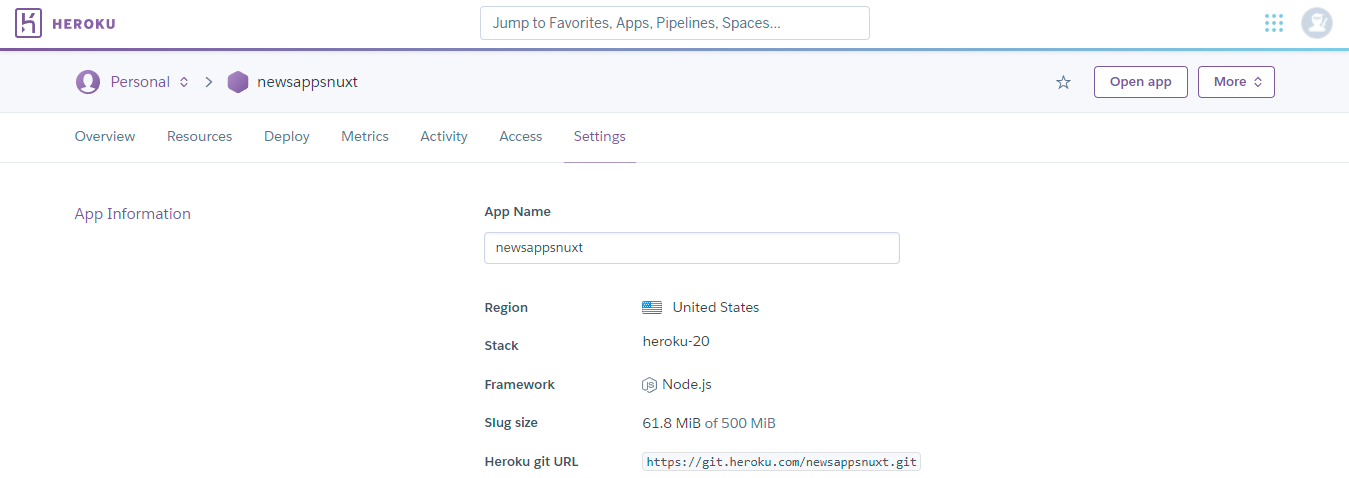 HEROKU
Jump to Favorites, Apps, Pipelines, Spaces...
Personal
newsappsnuxt
Open app
More
Overview
Resources
Deploy
Metrics
Activity
Access
Settings
App Information
App Name
newsappsnuxt
Region
United States
Stack
heroku-20
Framework
JS Node.js
Slug size
61.8 MiB of 500 MiB
Heroku git URL
https://git.heroku.com/newsappsnuxt.git